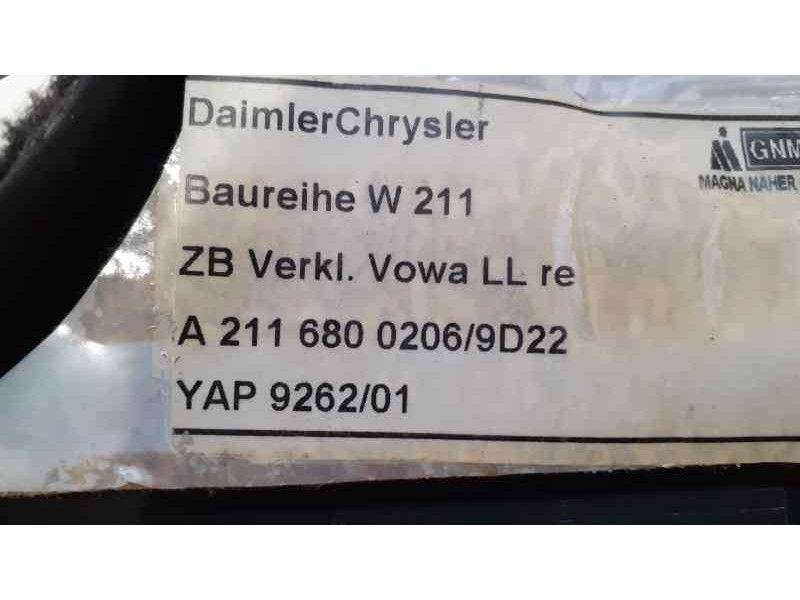 DaimlerChrysler
GNM
MAGNA NAHER
Baureihe W 211
ZB Verkl. Vowa LL re
A 211 680 0206/9D22
YAP 9262/01